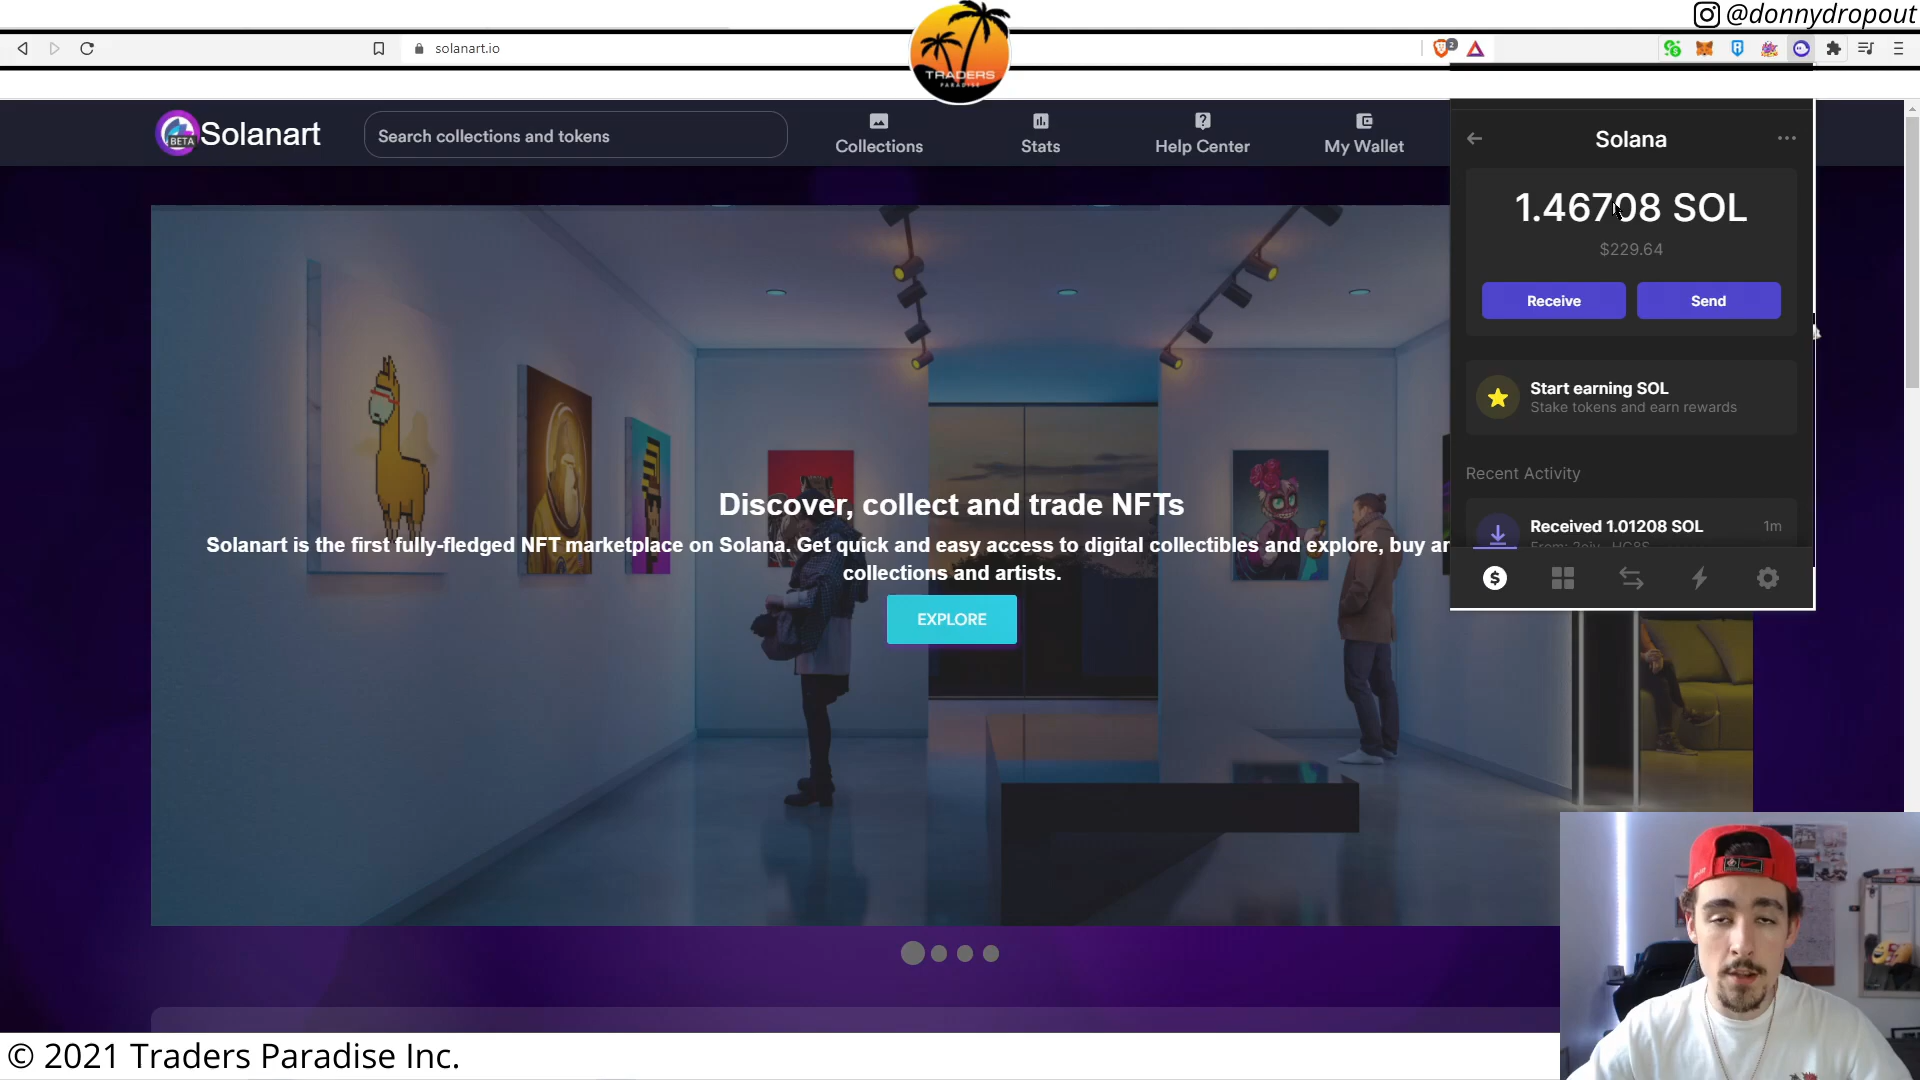 @donnydropout
solanart.io
2
TRADERS
PARADISE
BETA
Solanart
Search collections and tokens
Collections
Stats
Help Center
My Wallet
Solana
1.46708 SOL
$229.64
Receive
Send
Start earning SOL
Stake tokens and earn rewards
Recent Activity
Received 1.01208 SOL
1m
Discover, collect and trade NFTs
Solanart is the first fully-fledged NFT marketplace on Solana. Get quick and easy access to digital collectibles and explore, buy
collections and artists.
EXPLORE
© 2021 Traders Paradise Inc.